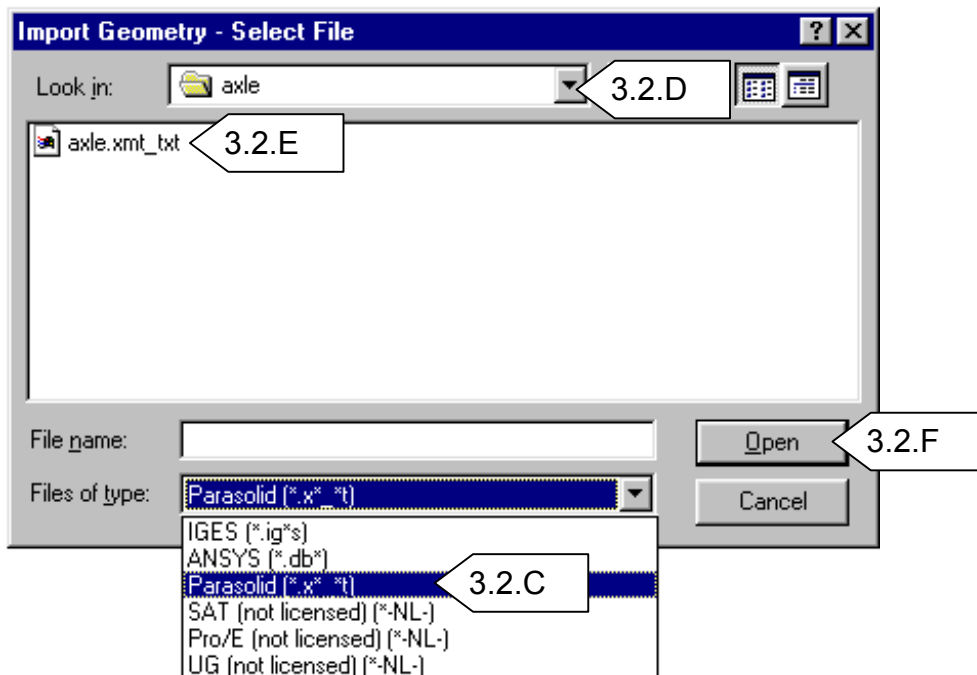 Import Geometry - Select File
Look in: axle 3.2.D
axle.xmt_txt 3.2.E
File name: Open 3.2.F
Files of type: Parasolid (*.x*_*t) Cancel
IGES (*.ig*s)
ANSYS (*.db*)
Parasolid (*.x*_*t) 3.2.C
SAT (not licensed) (*-NL-)
Pro/E (not licensed) (*-NL-)
UG (not licensed) (*-NL-)